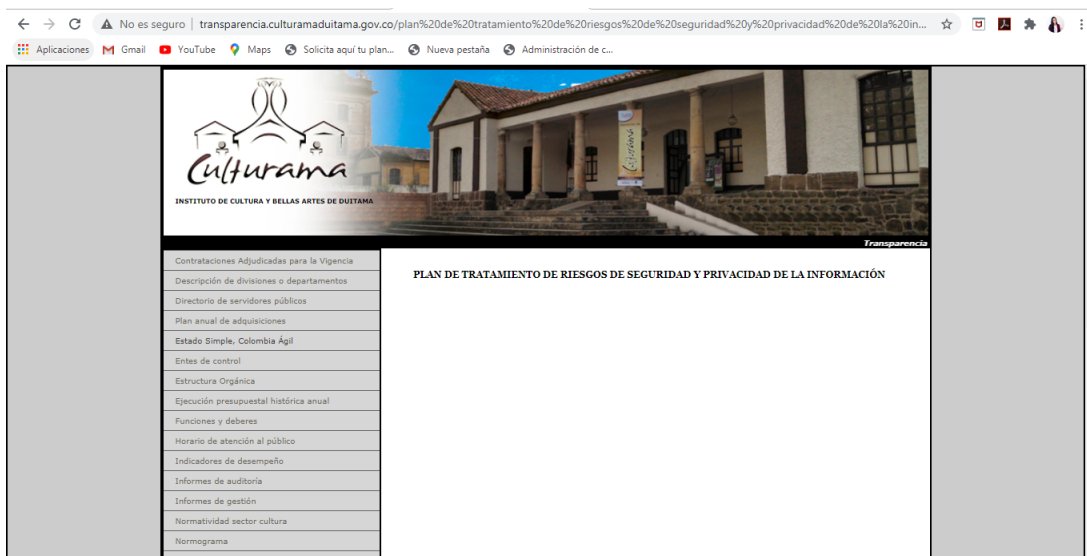 No es seguro | transparencia.culturamaduitama.gov.co/plan%20de%20tratamiento%20de%20riesgos%20de%20seguridad%20y%20privacidad%20de%20la%20in...
Aplicaciones Gmail YouTube Maps Solicita aquí tu plan... Nueva pestaña Administración de c...
Culturama
INSTITUTO DE CULTURA Y BELLAS ARTES DE DUITAMA
Culturama
Transparencia
Contrataciones Adjudicadas para la Vigencia
Descripción de divisiones o departamentos
Directorio de servidores públicos
Plan anual de adquisiciones
Estado Simple, Colombia Ágil
Entes de control
Estructura Orgánica
Ejecución presupuestal histórica anual
Funciones y deberes
Horario de atención al público
Indicadores de desempeño
Informes de auditoría
Informes de gestión
Normatividad sector cultura
Normograma
PLAN DE TRATAMIENTO DE RIESGOS DE SEGURIDAD Y PRIVACIDAD DE LA INFORMACIÓN